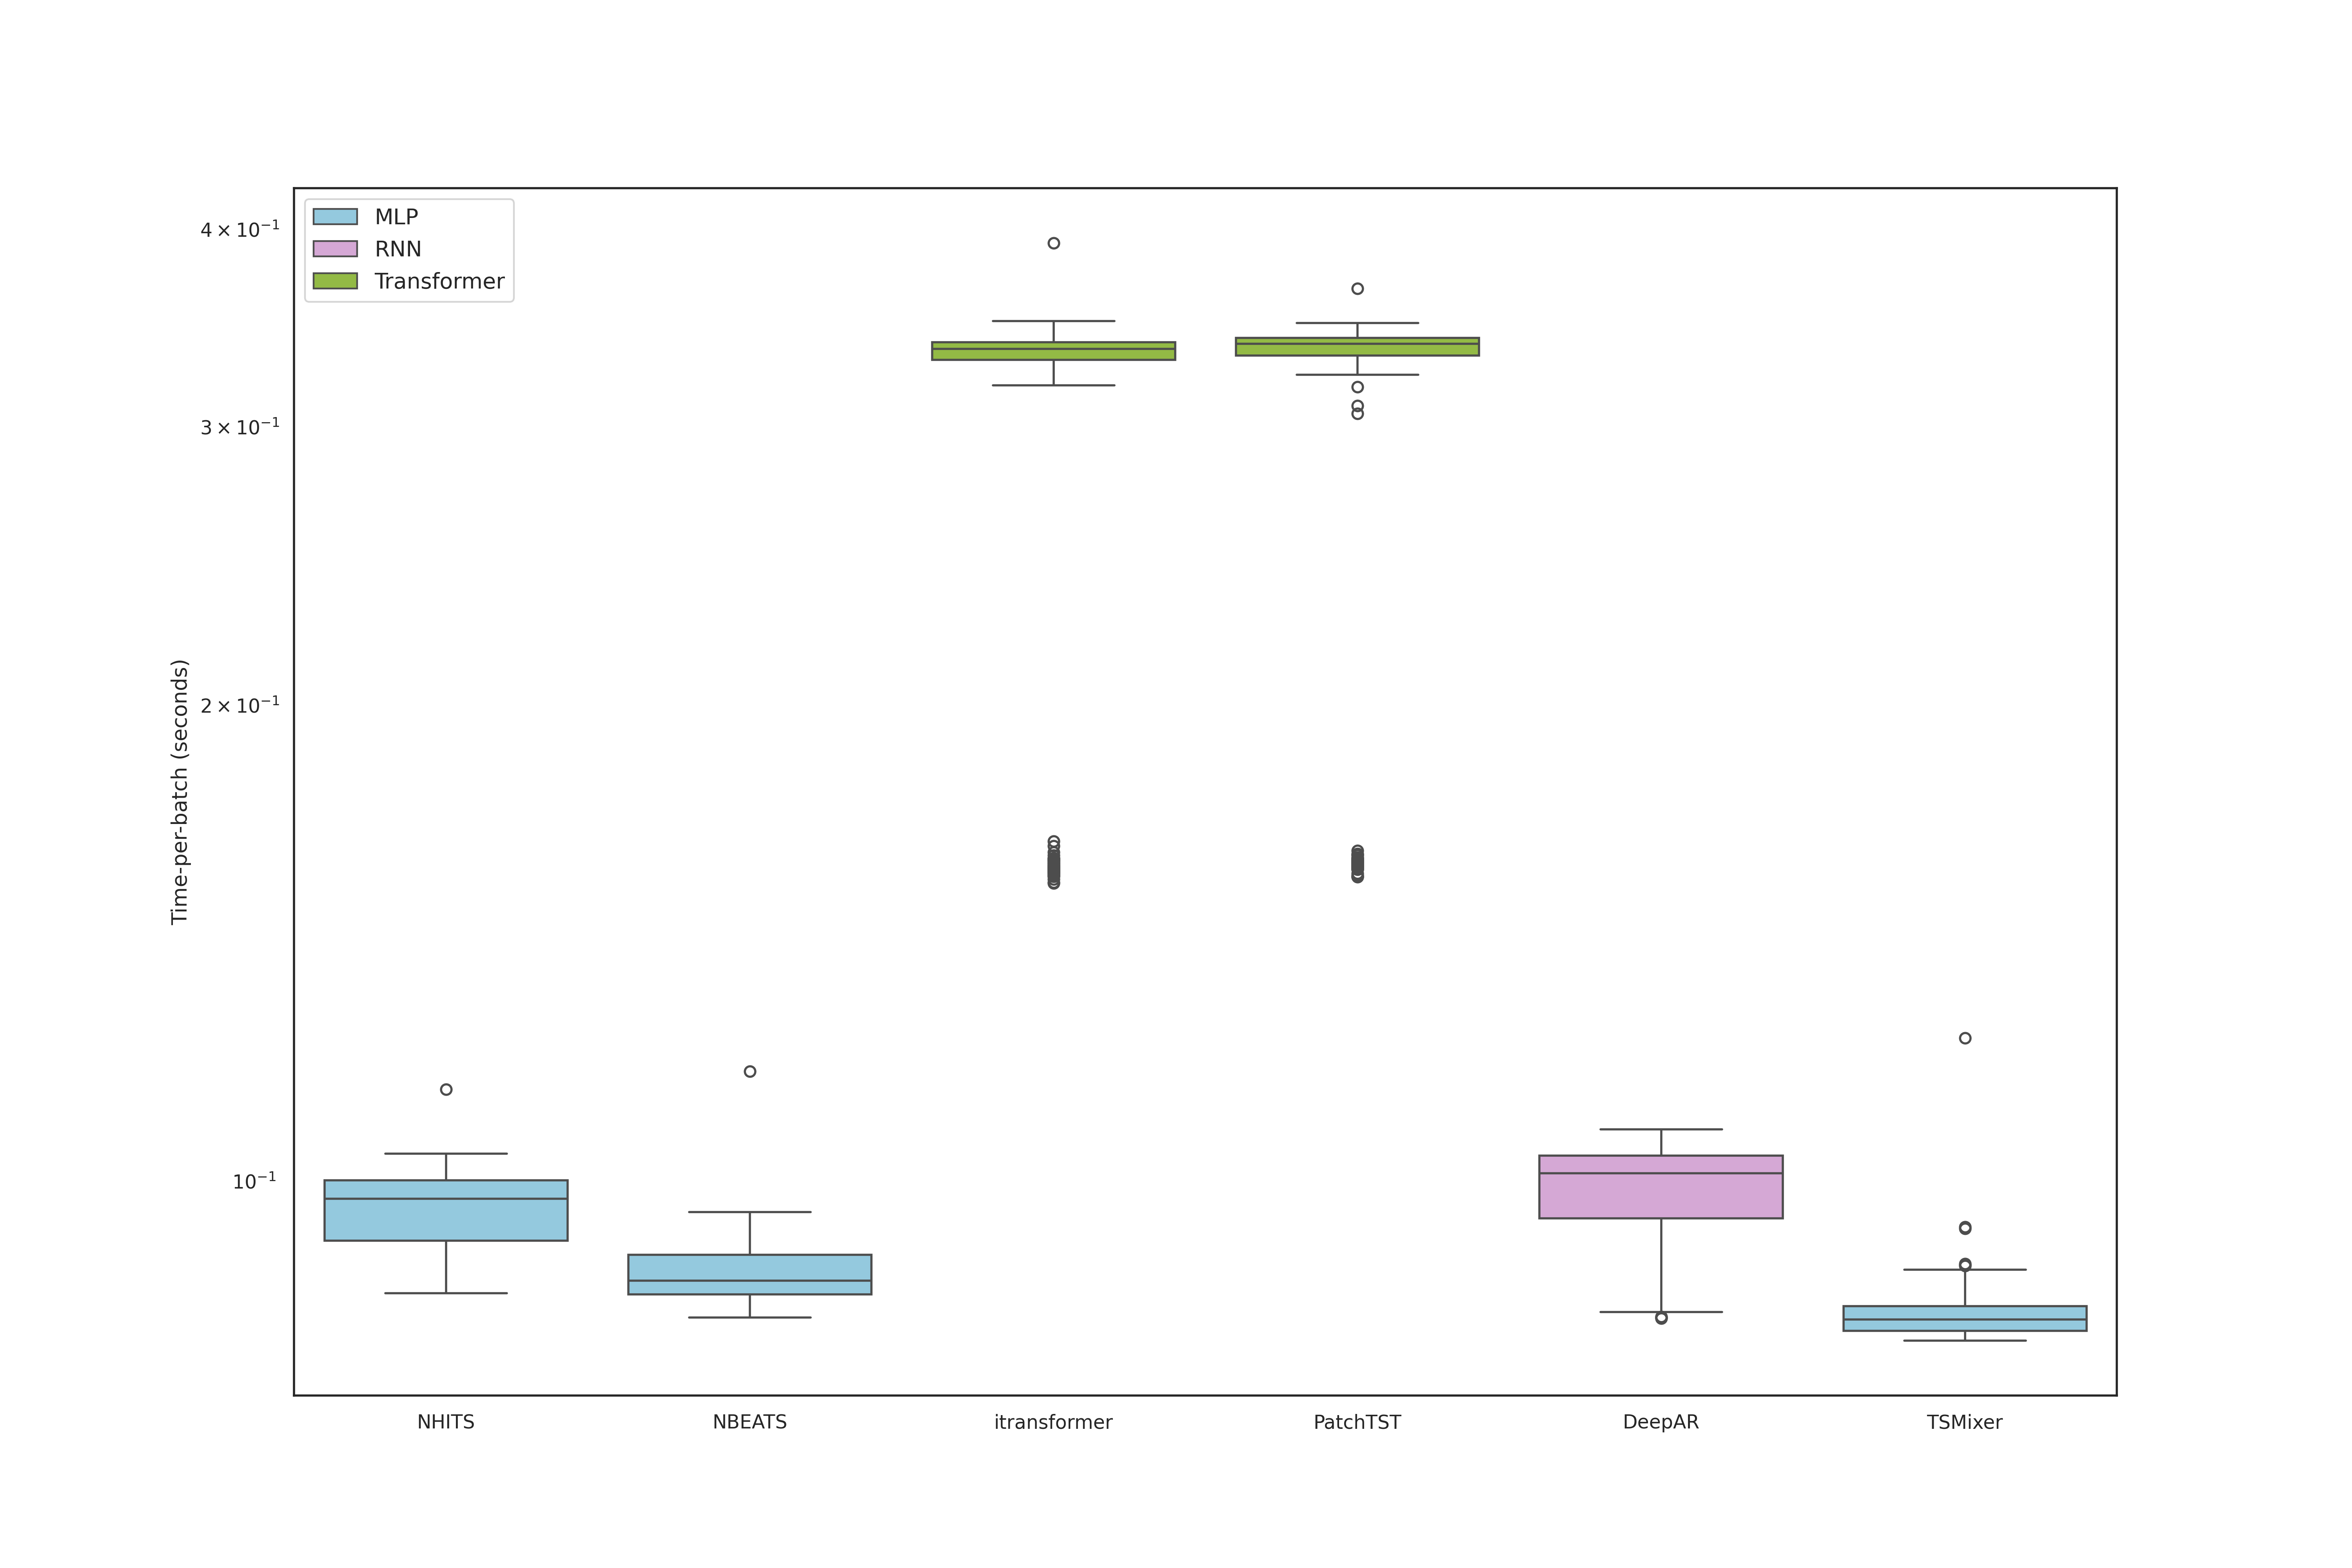 MLP
RNN
Transformer
4 × 10⁻¹
3 × 10⁻¹
2 × 10⁻¹
10⁻¹
Time-per-batch (seconds)
NHITS NBEATS itransformer PatchTST DeepAR TSMixer